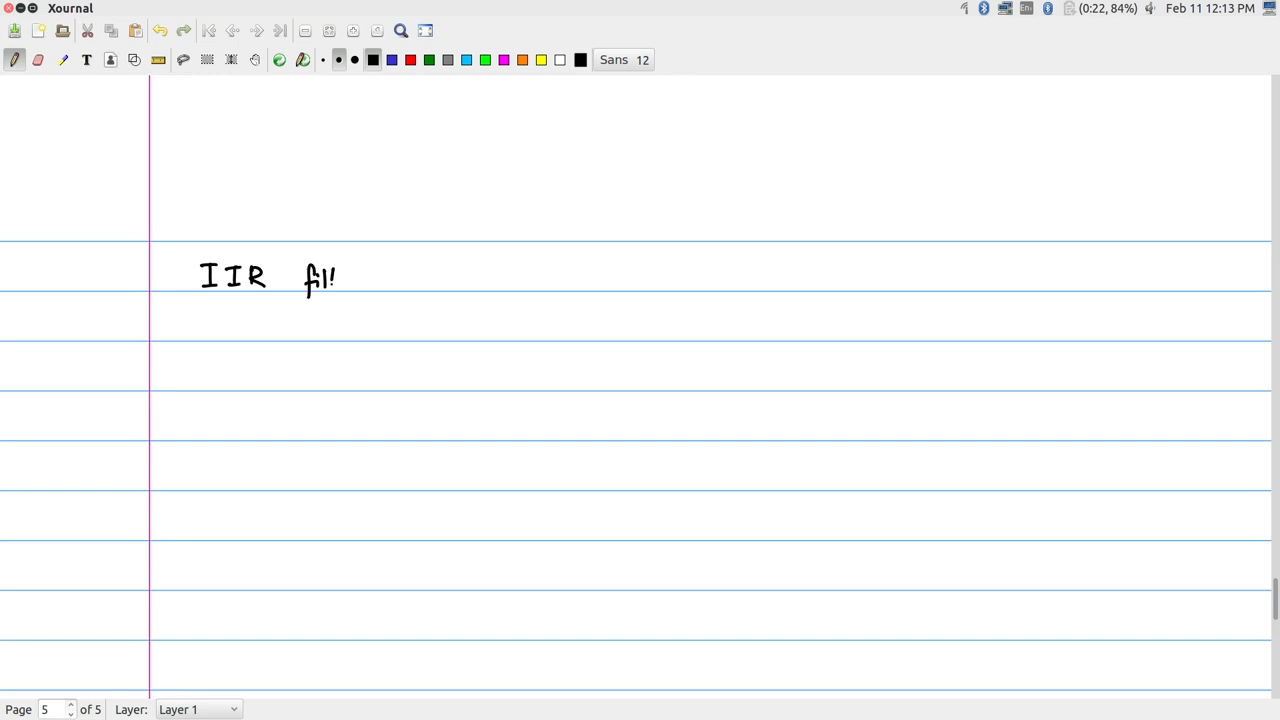 Xournal
(0:22, 84%) Feb 11 12:13 PM
En
T
Sans 12
IIR
Page 5 of 5 Layer: Layer 1